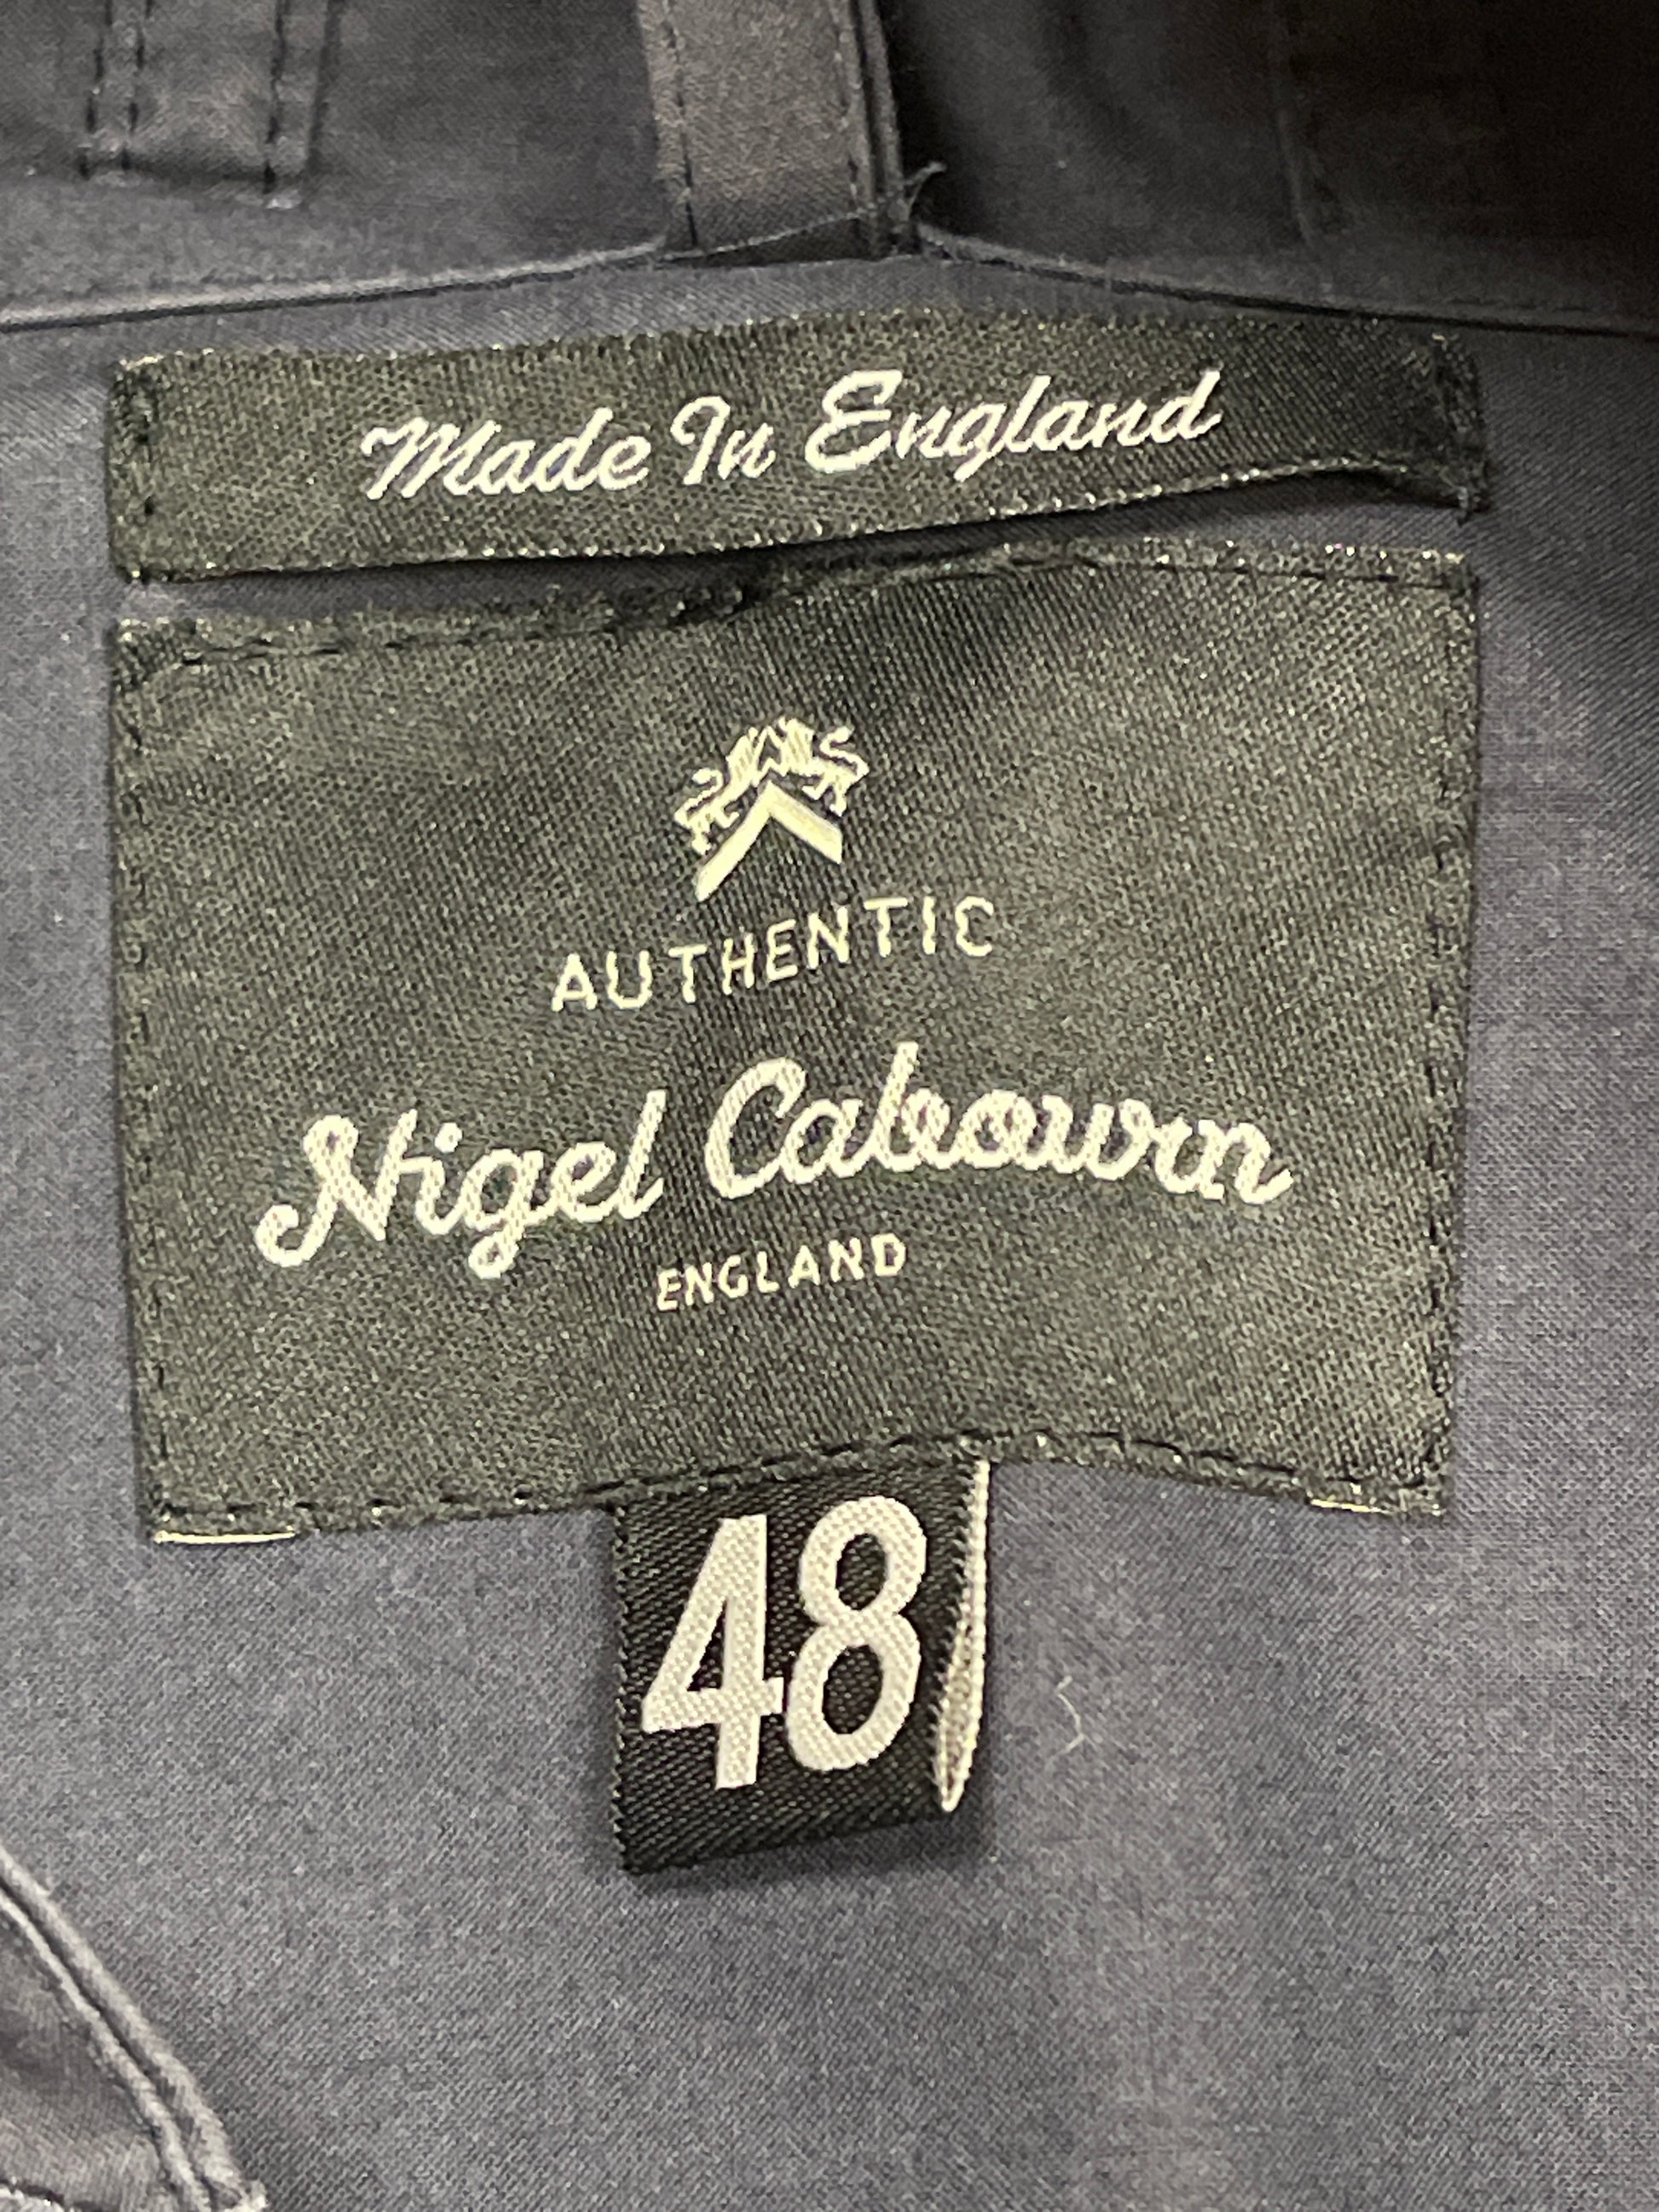 Made In England
AUTHENTIC
Nigel Cabourn
ENGLAND
48